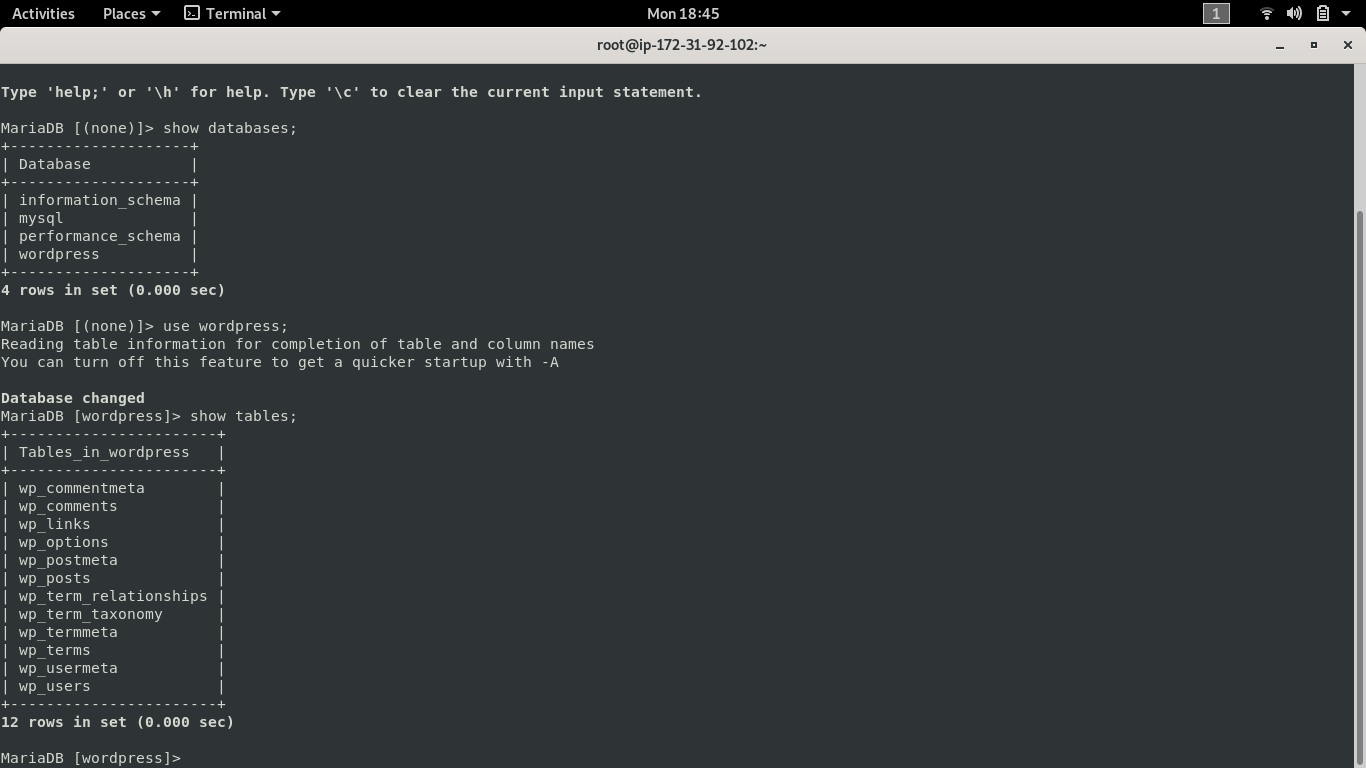 Activities Places Terminal Mon 18:45 1
root@ip-172-31-92-102:~
Type 'help;' or '\h' for help. Type '\c' to clear the current input statement.
MariaDB [(none)]> show databases;
+--------------------+
| Database           |
+--------------------+
| information_schema |
| mysql              |
| performance_schema |
| wordpress          |
+--------------------+
4 rows in set (0.000 sec)
MariaDB [(none)]> use wordpress;
Reading table information for completion of table and column names
You can turn off this feature to get a quicker startup with -A
Database changed
MariaDB [wordpress]> show tables;
+-----------------------+
| Tables_in_wordpress   |
+-----------------------+
| wp_commentmeta        |
| wp_comments           |
| wp_links              |
| wp_options            |
| wp_postmeta           |
| wp_posts              |
| wp_term_relationships |
| wp_term_taxonomy      |
| wp_termmeta           |
| wp_terms              |
| wp_usermeta           |
| wp_users              |
+-----------------------+
12 rows in set (0.000 sec)
MariaDB [wordpress]>